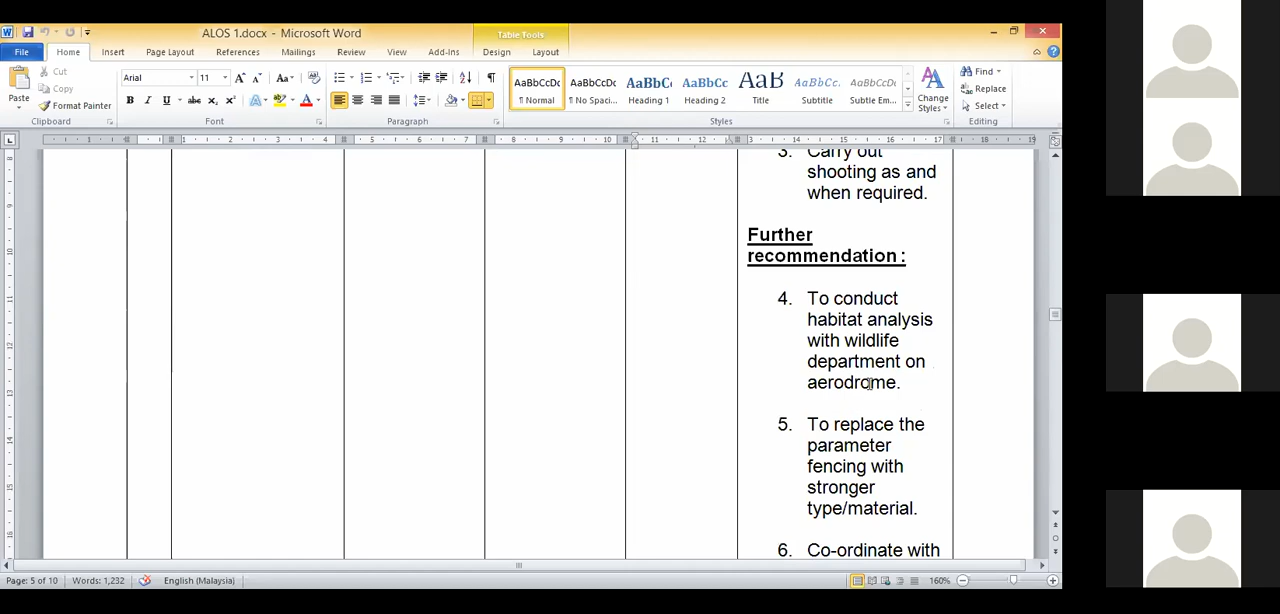 ALOS 1.docx - Microsoft Word
Table Tools
File Home Insert Page Layout References Mailings Review View Add-Ins Design Layout
Cut
Copy
Format Painter
Paste
Clipboard
Arial 11
Font
Paragraph
AaBbCcDc AaBbCcDc AaBbC AaBbCc AaB AaBbCc. AaBbCcDc
¶ Normal ¶ No Spaci... Heading 1 Heading 2 Title Subtitle Subtle Em...
Change
Styles
Styles
Find
Replace
Select
Editing
3. Carry out
shooting as and
when required.
Further
recommendation :
4. To conduct
habitat analysis
with wildlife
department on
aerodrome.
5. To replace the
parameter
fencing with
stronger
type/material.
6. Co-ordinate with
Page: 5 of 10 Words: 1,232 English (Malaysia) 160%